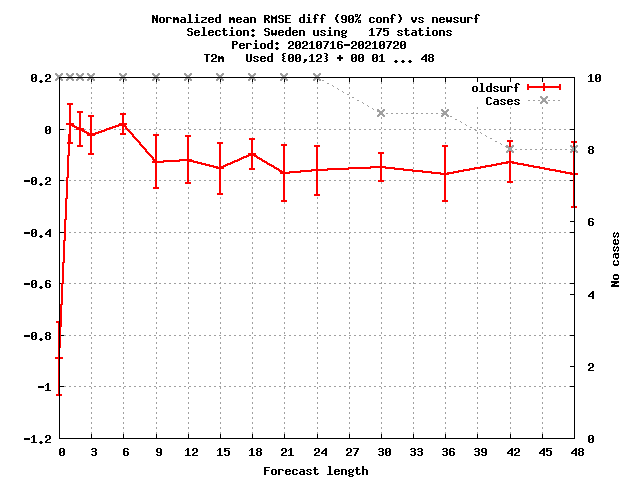 Normalized mean RMSE diff (90% conf) vs newsurf
Selection: Sweden using   175 stations
Period: 20210716-20210720
T2m   Used {00,12} + 00 01 ... 48
oldsurf
Cases
0,2
0
-0,2
-0,4
-0,6
-0,8
-1
-1,2
10
8
6
4
2
0
No cases
0 3 6 9 12 15 18 21 24 27 30 33 36 39 42 45 48
Forecast length